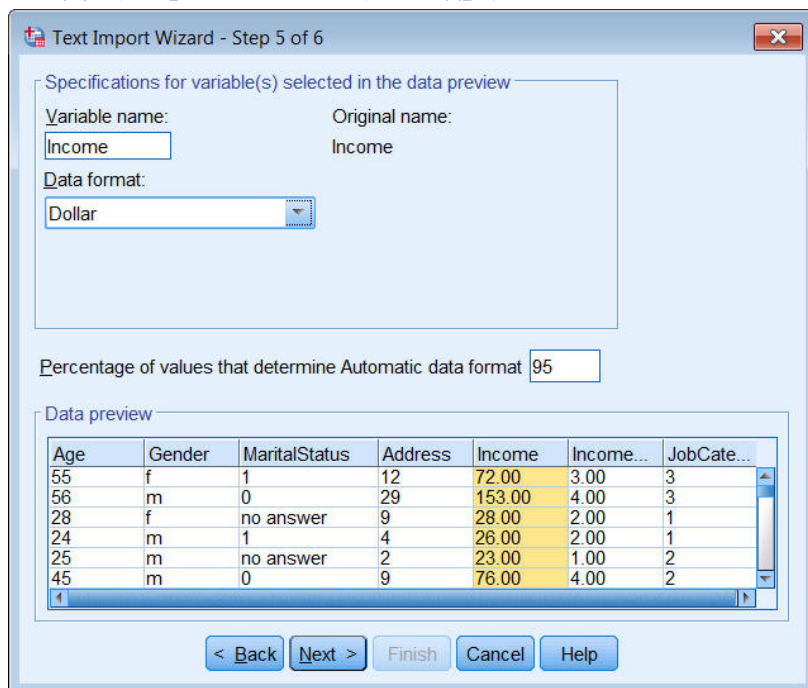 Text Import Wizard - Step 5 of 6
Specifications for variable(s) selected in the data preview
Variable name: Original name:
Income Income
Data format:
Dollar
Percentage of values that determine Automatic data format 95
Data preview
Age Gender MaritalStatus Address Income Income... JobCate...
55 f 1 12 72.00 3.00 3
56 m 0 29 153.00 4.00 3
28 f no answer 9 28.00 2.00 1
24 m 1 4 26.00 2.00 1
25 m no answer 2 23.00 1.00 2
45 m 0 9 76.00 4.00 2
< Back Next > Finish Cancel Help